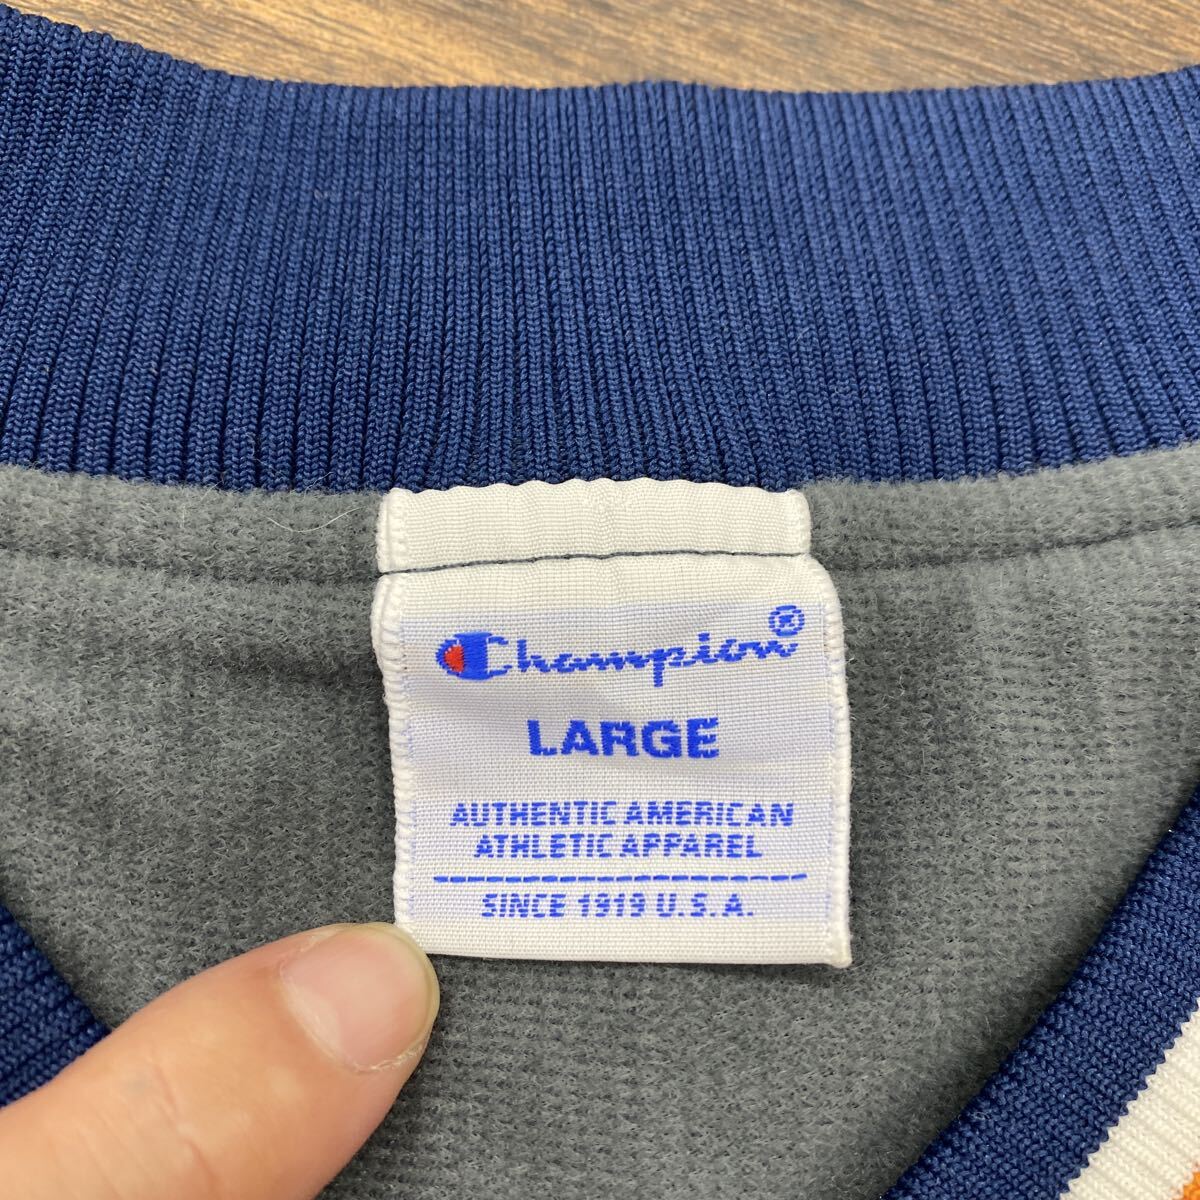 Champion®
LARGE
AUTHENTIC AMERICAN
ATHLETIC APPAREL
SINCE 1919 U.S.A.